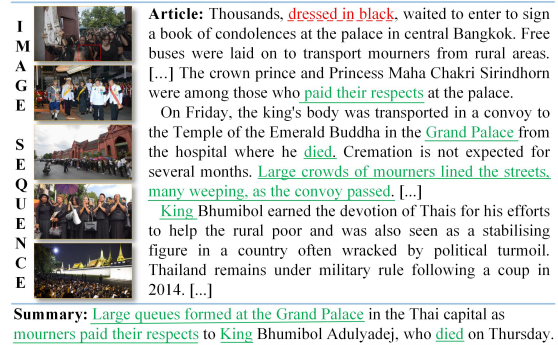 IMAGE SEQUENCE
Article: Thousands, dressed in black, waited to enter to sign
a book of condolences at the palace in central Bangkok. Free
buses were laid on to transport mourners from rural areas.
[...] The crown prince and Princess Maha Chakri Sirindhorn
were among those who paid their respects at the palace.
On Friday, the king's body was transported in a convoy to
the Temple of the Emerald Buddha in the Grand Palace from
the hospital where he died. Cremation is not expected for
several months. Large crowds of mourners lined the streets,
many weeping, as the convoy passed. [...]
King Bhumibol earned the devotion of Thais for his efforts
to help the rural poor and was also seen as a stabilising
figure in a country often wracked by political turmoil.
Thailand remains under military rule following a coup in
2014. [...]
Summary: Large queues formed at the Grand Palace in the Thai capital as
mourners paid their respects to King Bhumibol Adulyadej, who died on Thursday.